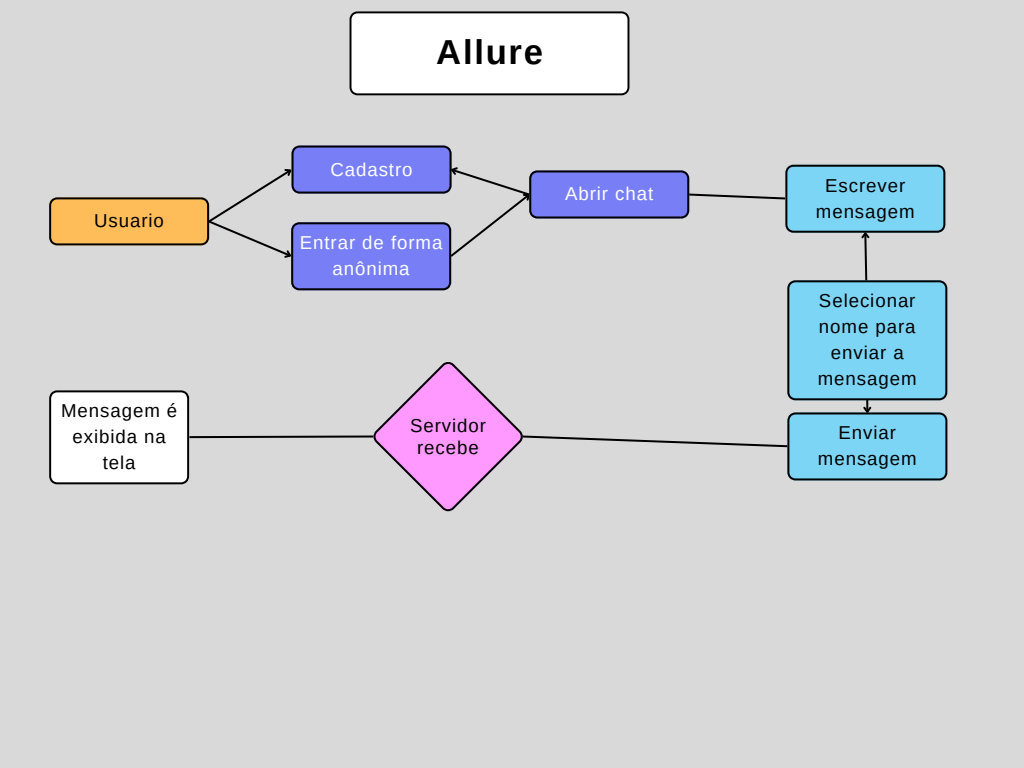 Allure
Usuario
Cadastro
Entrar de forma
anônima
Abrir chat
Escrever
mensagem
Selecionar
nome para
enviar a
mensagem
Enviar
mensagem
Servidor
recebe
Mensagem é
exibida na
tela